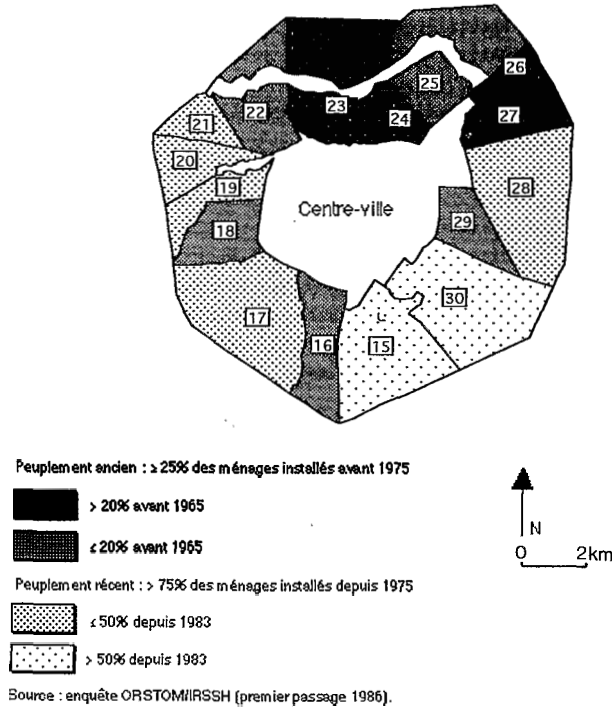 26
25
23
24
27
22
21
20
19
28
Centre-ville
18
29
30
17
16
15
Peuplement ancien : ≥ 25% des ménages installés avant 1975
> 20% avant 1965
≤ 20% avant 1965
N
0 2km
Peuplement récent : > 75% des ménages installés depuis 1975
≤ 50% depuis 1983
> 50% depuis 1983
Source : enquête ORSTOM/IRSSH (premier passage 1986).